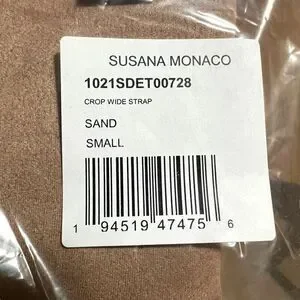 SUSANA MONACO
1021SDET00728
CROP WIDE STRAP
SAND
SMALL
1 94519 47475 6